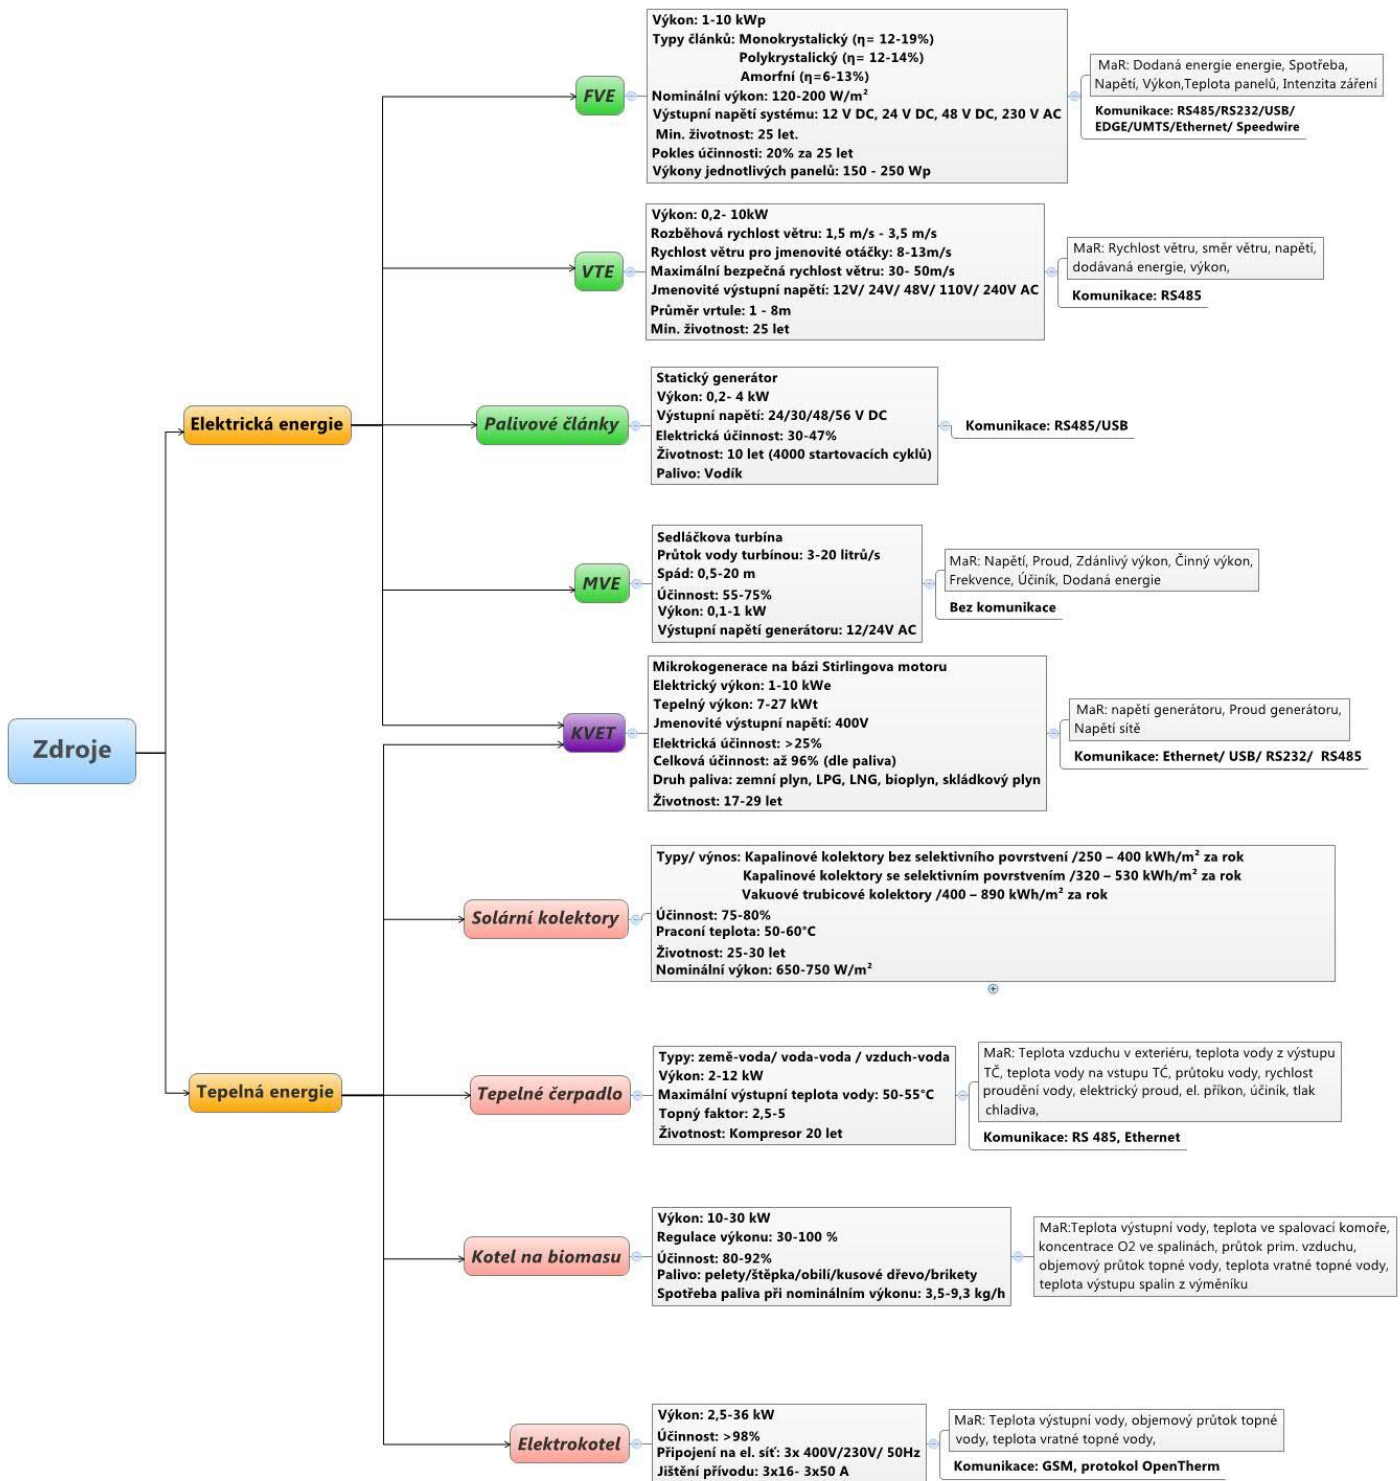 Zdroje
Elektrická energie
FVE
Výkon: 1-10 kWp
Typy článků: Monokrystalický (η= 12-19%)
Polykrystalický (η= 12-14%)
Amorfní (η=6-13%)
Nominální výkon: 120-200 W/m²
Výstupní napětí systému: 12 V DC, 24 V DC, 48 V DC, 230 V AC
Min. životnost: 25 let.
Pokles účinnosti: 20% za 25 let
Výkony jednotlivých panelů: 150 - 250 Wp
MaR: Dodaná energie energie, Spotřeba,
Napětí, Výkon,Teplota panelů, Intenzita záření
Komunikace: RS485/RS232/USB/
EDGE/UMTS/Ethernet/ Speedwire
VTE
Výkon: 0,2- 10kW
Rozběhová rychlost větru: 1,5 m/s - 3,5 m/s
Rychlost větru pro jmenovité otáčky: 8-13m/s
Maximální bezpečná rychlost větru: 30- 50m/s
Jmenovité výstupní napětí: 12V/ 24V/ 48V/ 110V/ 240V AC
Průměr vrtule: 1 - 8m
Min. životnost: 25 let
MaR: Rychlost větru, směr větru, napětí,
dodávaná energie, výkon,
Komunikace: RS485
Palivové články
Statický generátor
Výkon: 0,2- 4 kW
Výstupní napětí: 24/30/48/56 V DC
Elektrická účinnost: 30-47%
Životnost: 10 let (4000 startovacích cyklů)
Palivo: Vodík
Komunikace: RS485/USB
MVE
Sedláčkova turbína
Průtok vody turbínou: 3-20 litrů/s
Spád: 0,5-20 m
Účinnost: 55-75%
Výkon: 0,1-1 kW
Výstupní napětí generátoru: 12/24V AC
MaR: Napětí, Proud, Zdánlivý výkon, Činný výkon,
Frekvence, Účiník, Dodaná energie
Bez komunikace
KVET
Mikrokogenerace na bázi Stirlingova motoru
Elektrický výkon: 1-10 kWe
Tepelný výkon: 7-27 kWt
Jmenovité výstupní napětí: 400V
Elektrická účinnost: >25%
Celková účinnost: až 96% (dle paliva)
Druh paliva: zemní plyn, LPG, LNG, bioplyn, skládkový plyn
Životnost: 17-29 let
MaR: napětí generátoru, Proud generátoru,
Napětí sítě
Komunikace: Ethernet/ USB/ RS232/  RS485
Tepelná energie
Solární kolektory
Typy/ výnos: Kapalinové kolektory bez selektivního povrstvení /250 – 400 kWh/m² za rok
Kapalinové kolektory se selektivním povrstvením /320 – 530 kWh/m² za rok
Vakuové trubicové kolektory /400 – 890 kWh/m² za rok
Účinnost: 75-80%
Praconí teplota: 50-60°C
Životnost: 25-30 let
Nominální výkon: 650-750 W/m²
Tepelné čerpadlo
Typy: země-voda/ voda-voda / vzduch-voda
Výkon: 2-12 kW
Maximální výstupní teplota vody: 50-55°C
Topný faktor: 2,5-5
Životnost: Kompresor 20 let
MaR: Teplota vzduchu v exteriéru, teplota vody z výstupu
TČ, teplota vody na vstupu TĆ, průtoku vody, rychlost
proudění vody, elektrický proud, el. příkon, účiník, tlak
chladiva,
Komunikace: RS 485, Ethernet
Kotel na biomasu
Výkon: 10-30 kW
Regulace výkonu: 30-100 %
Účinnost: 80-92%
Palivo: pelety/štěpka/obilí/kusové dřevo/brikety
Spotřeba paliva při nominálním výkonu: 3,5-9,3 kg/h
MaR:Teplota výstupní vody, teplota ve spalovací komoře,
koncentrace O2 ve spalinách, průtok prim. vzduchu,
objemový průtok topné vody, teplota vratné topné vody,
teplota výstupu spalin z výměníku
Elektrokotel
Výkon: 2,5-36 kW
Účinnost: >98%
Připojení na el. síť: 3x 400V/230V/ 50Hz
Jištění přívodu: 3x16- 3x50 A
MaR: Teplota výstupní vody, objemový průtok topné
vody, teplota vratné topné vody,
Komunikace: GSM, protokol OpenTherm